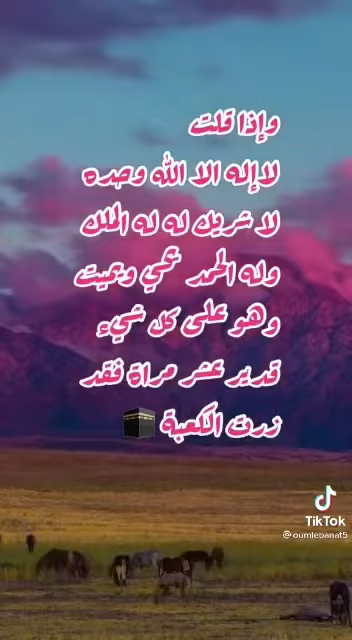 وإذا قلت
لاإله الا الله وحده
لا شريك له له الملك
وله الحمد يحي ويميت
وهو على كل شيء
قدير عشر مراة فقد
زرت الكعبة
TikTok
@oumlebanat5